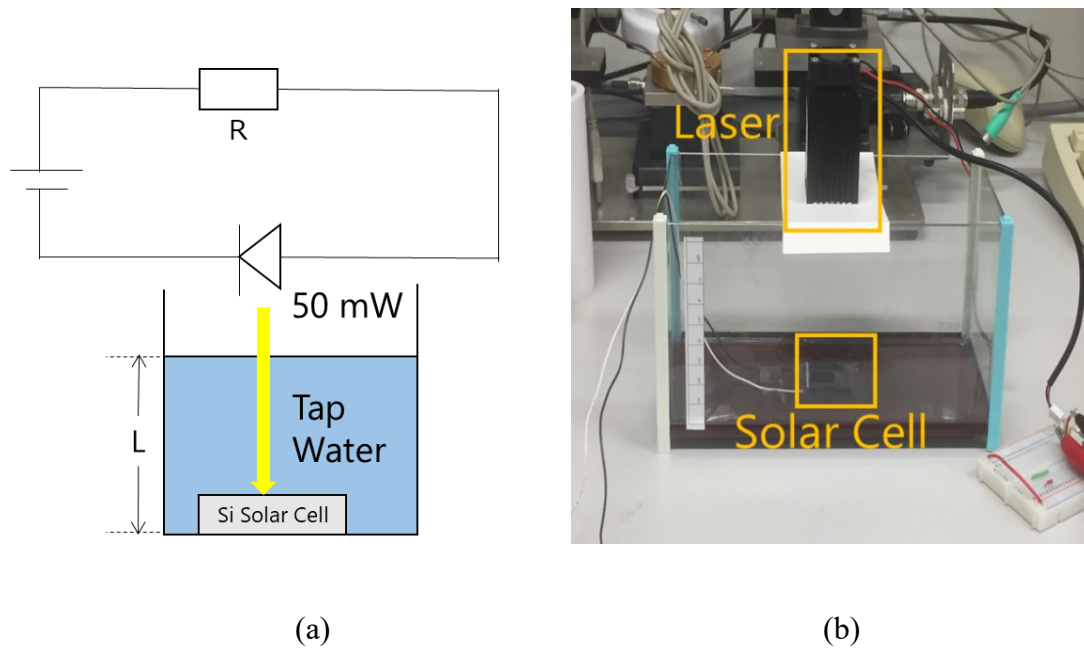 R
50 mW
L
Tap
Water
Si Solar Cell
(a)
Laser
Solar Cell
(b)